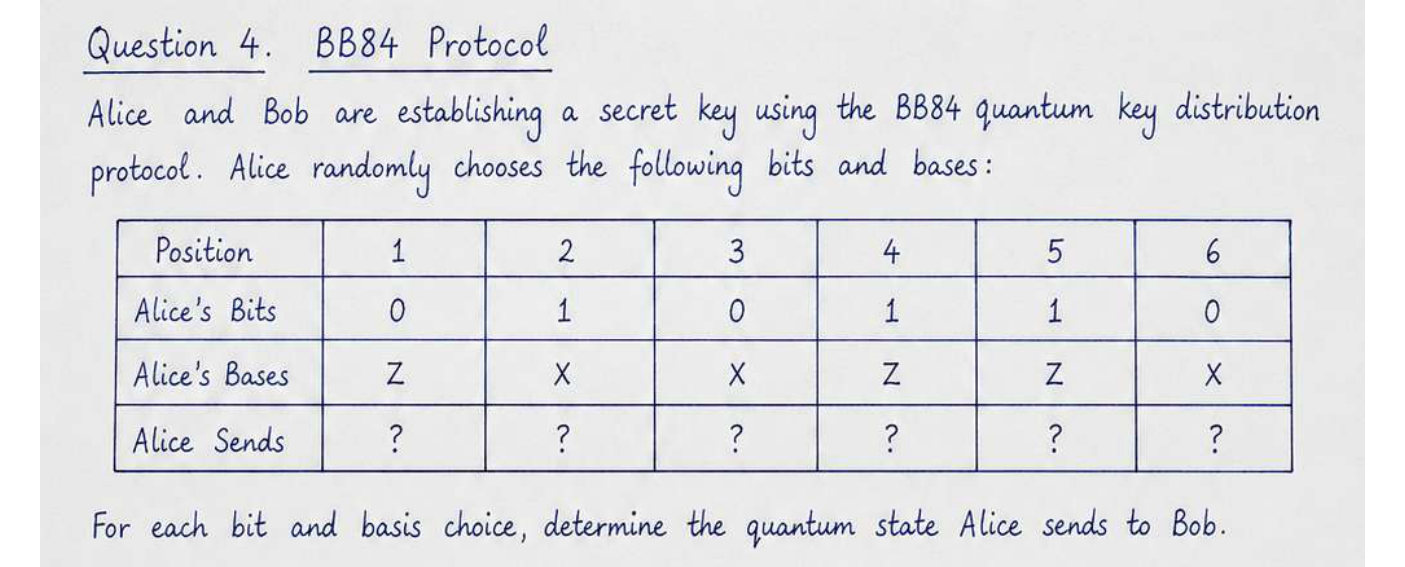 Question 4. BB84 Protocol
Alice and Bob are establishing a secret key using the BB84 quantum key distribution
protocol. Alice randomly chooses the following bits and bases:
Position 1 2 3 4 5 6
Alice's Bits 0 1 0 1 1 0
Alice's Bases Z X X Z Z X
Alice Sends ? ? ? ? ? ?
For each bit and basis choice, determine the quantum state Alice sends to Bob.